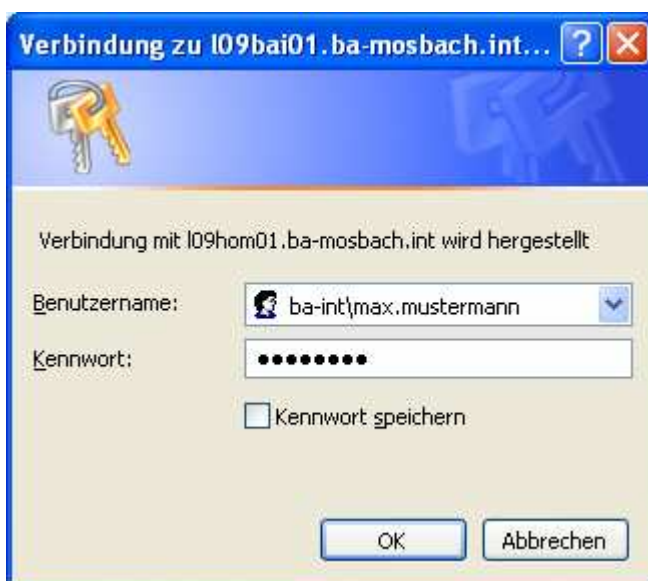 Verbindung zu l09bai01.ba-mosbach.int...
Verbindung mit l09hom01.ba-mosbach.int wird hergestellt
Benutzername:
ba-int\max.mustermann
Kennwort:
●●●●●●●●
Kennwort speichern
OK
Abbrechen